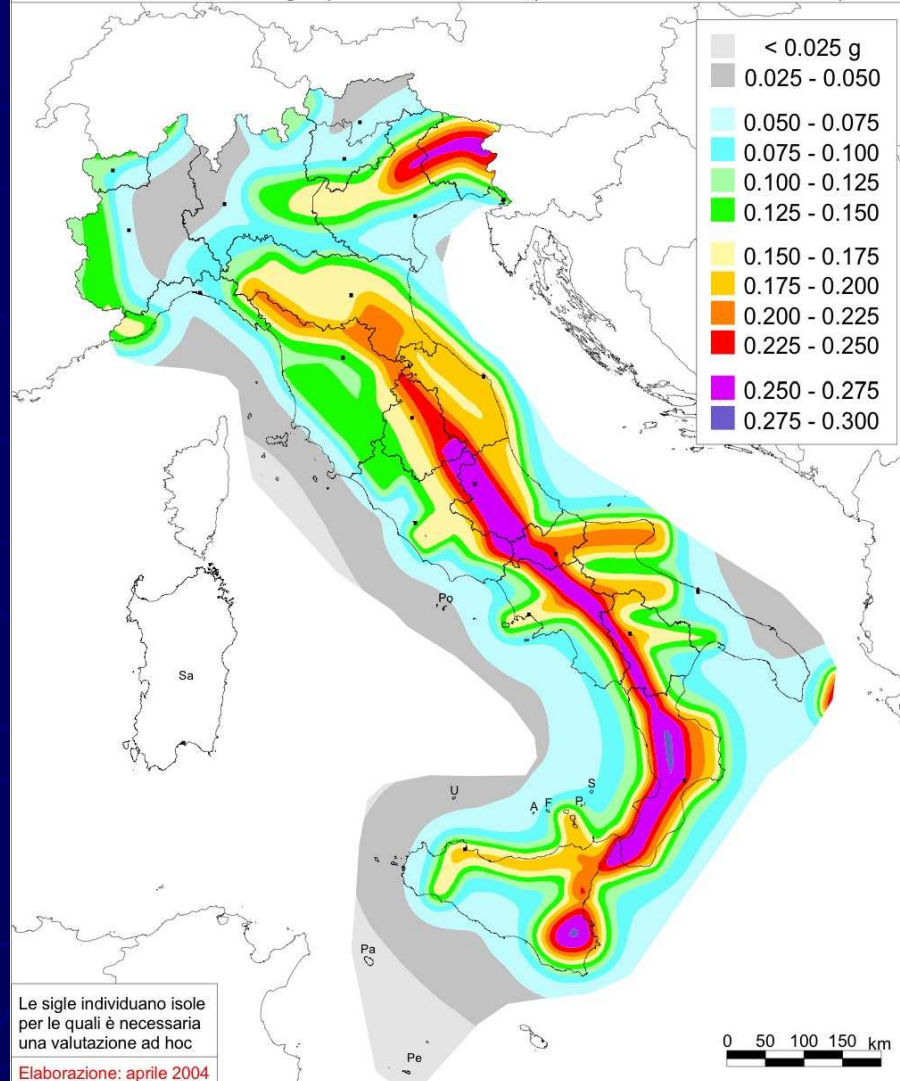 < 0.025 g
0.025 - 0.050
0.050 - 0.075
0.075 - 0.100
0.100 - 0.125
0.125 - 0.150
0.150 - 0.175
0.175 - 0.200
0.200 - 0.225
0.225 - 0.250
0.250 - 0.275
0.275 - 0.300
Po
Sa
U
A
F
P
S
Pa
Pe
Le sigle individuano isole
per le quali è necessaria
una valutazione ad hoc
Elaborazione: aprile 2004
0 50 100 150 km